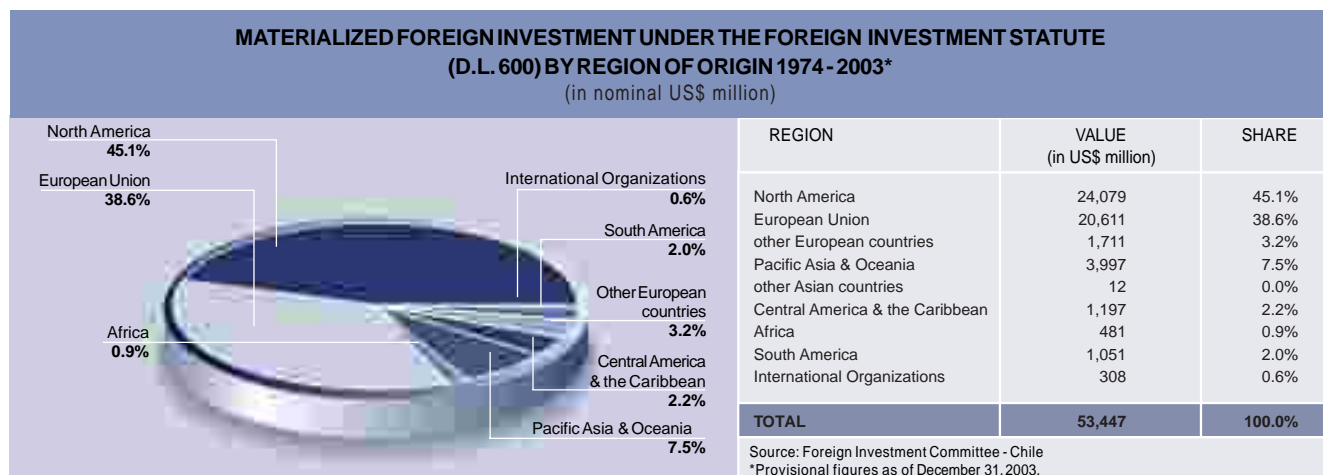 MATERIALIZED FOREIGN INVESTMENT UNDER THE FOREIGN INVESTMENT STATUTE
(D.L. 600) BY REGION OF ORIGIN 1974 - 2003*
(in nominal US$ million)
North America
45.1%
European Union
38.6%
Africa
0.9%
International Organizations
0.6%
South America
2.0%
Other European
countries
3.2%
Central America
& the Caribbean
2.2%
Pacific Asia & Oceania
7.5%
REGION VALUE SHARE
(in US$ million)
North America 24,079 45.1%
European Union 20,611 38.6%
other European countries 1,711 3.2%
Pacific Asia & Oceania 3,997 7.5%
other Asian countries 12 0.0%
Central America & the Caribbean 1,197 2.2%
Africa 481 0.9%
South America 1,051 2.0%
International Organizations 308 0.6%
TOTAL 53,447 100.0%
Source: Foreign Investment Committee - Chile
*Provisional figures as of December 31, 2003.